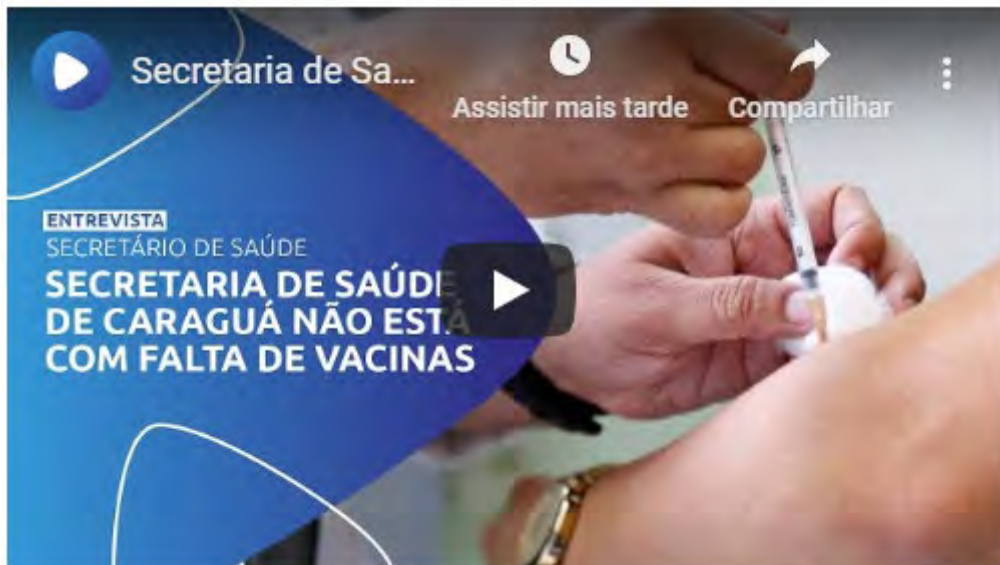 Secretaria de Sa...
Assistir mais tarde
Compartilhar
ENTREVISTA
SECRETÁRIO DE SAÚDE
SECRETARIA DE SAÚDE
DE CARAGUÁ NÃO ESTÁ
COM FALTA DE VACINAS